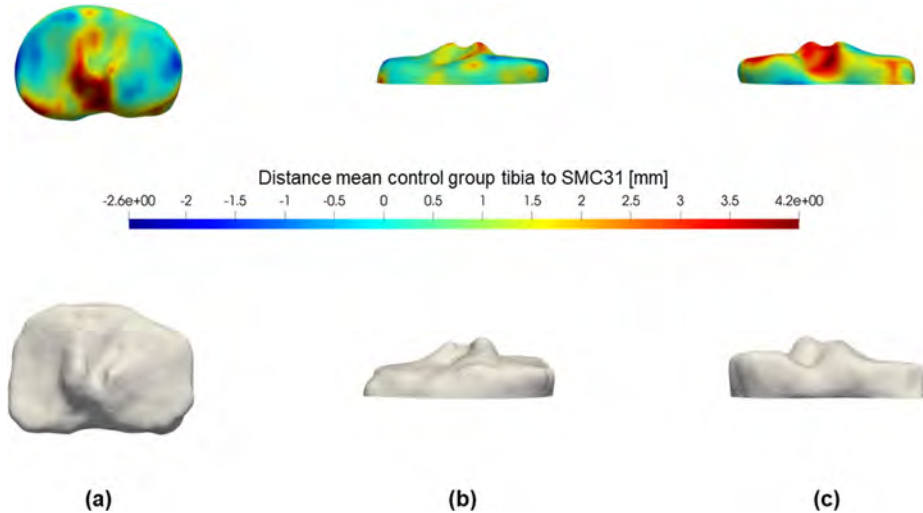 Distance mean control group tibia to SMC31 [mm]
-2.6e+00 -2 -1.5 -1 -0.5 0 0.5 1 1.5 2 2.5 3 3.5 4.2e+00
(a) (b) (c)